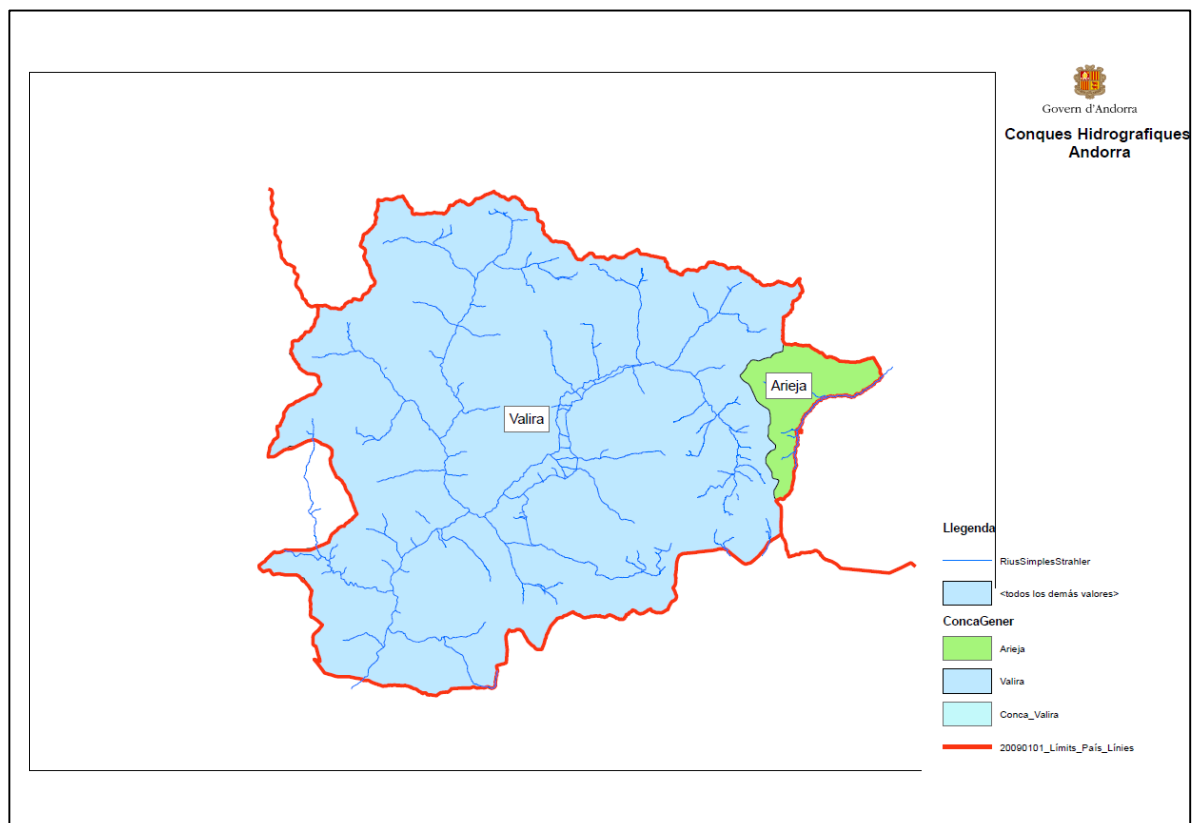 Govern d'Andorra
Conques Hidrografiques
Andorra
Arieja
Valira
Llegenda
RiusSimplesStrahler
<todos los demás valores>
ConcaGener
Arieja
Valira
Conca_Valira
20090101_Límits_País_Línies